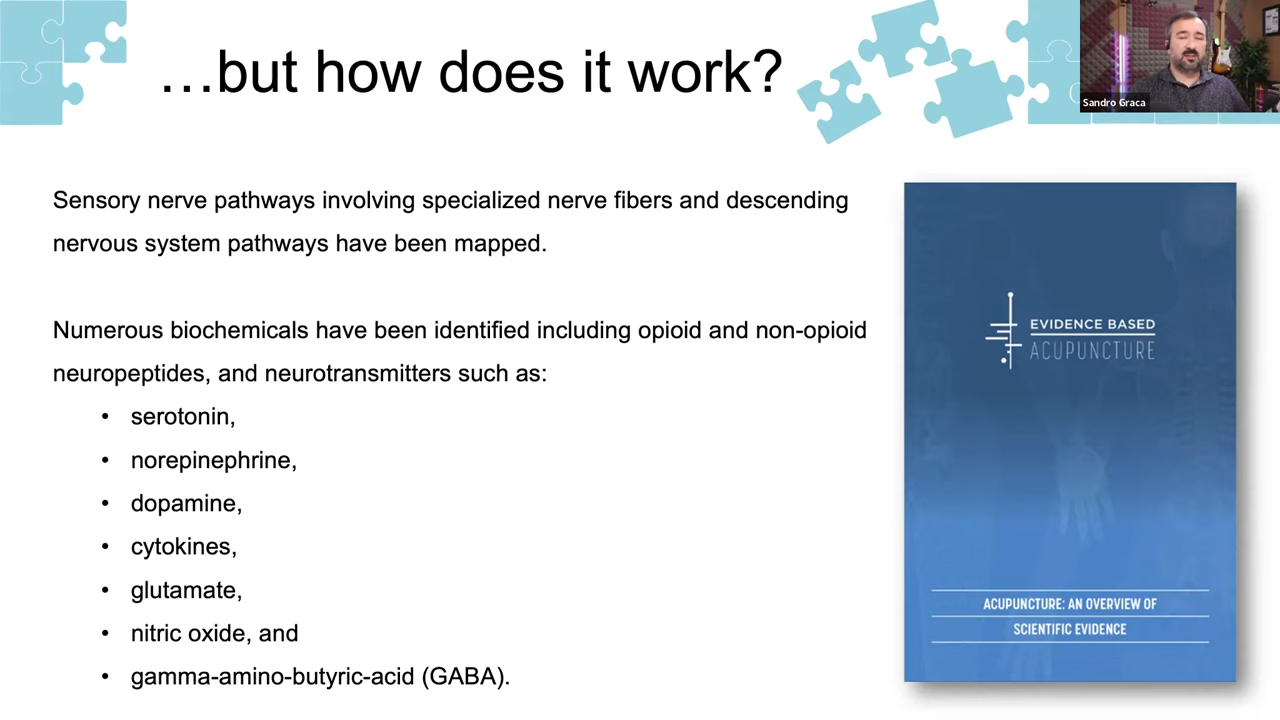 …but how does it work?
Sandro Graca
Sensory nerve pathways involving specialized nerve fibers and descending
nervous system pathways have been mapped.
Numerous biochemicals have been identified including opioid and non-opioid
neuropeptides, and neurotransmitters such as:
• serotonin,
• norepinephrine,
• dopamine,
• cytokines,
• glutamate,
• nitric oxide, and
• gamma-amino-butyric-acid (GABA).
EVIDENCE BASED
ACUPUNCTURE
ACUPUNCTURE: AN OVERVIEW OF
SCIENTIFIC EVIDENCE